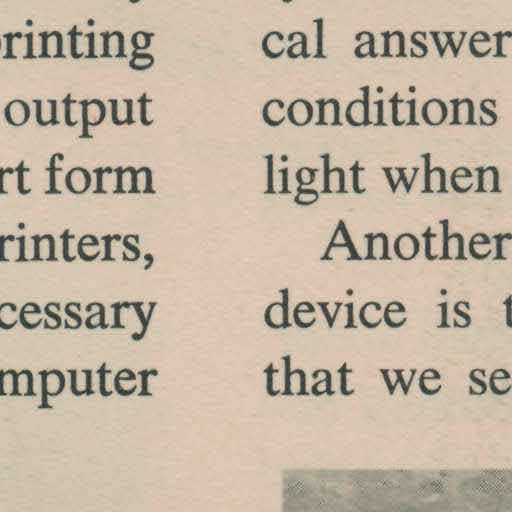 printing
output
rt form
rinters,
cessary
mputer
cal answer
conditions
light when
Another
device is
that we se